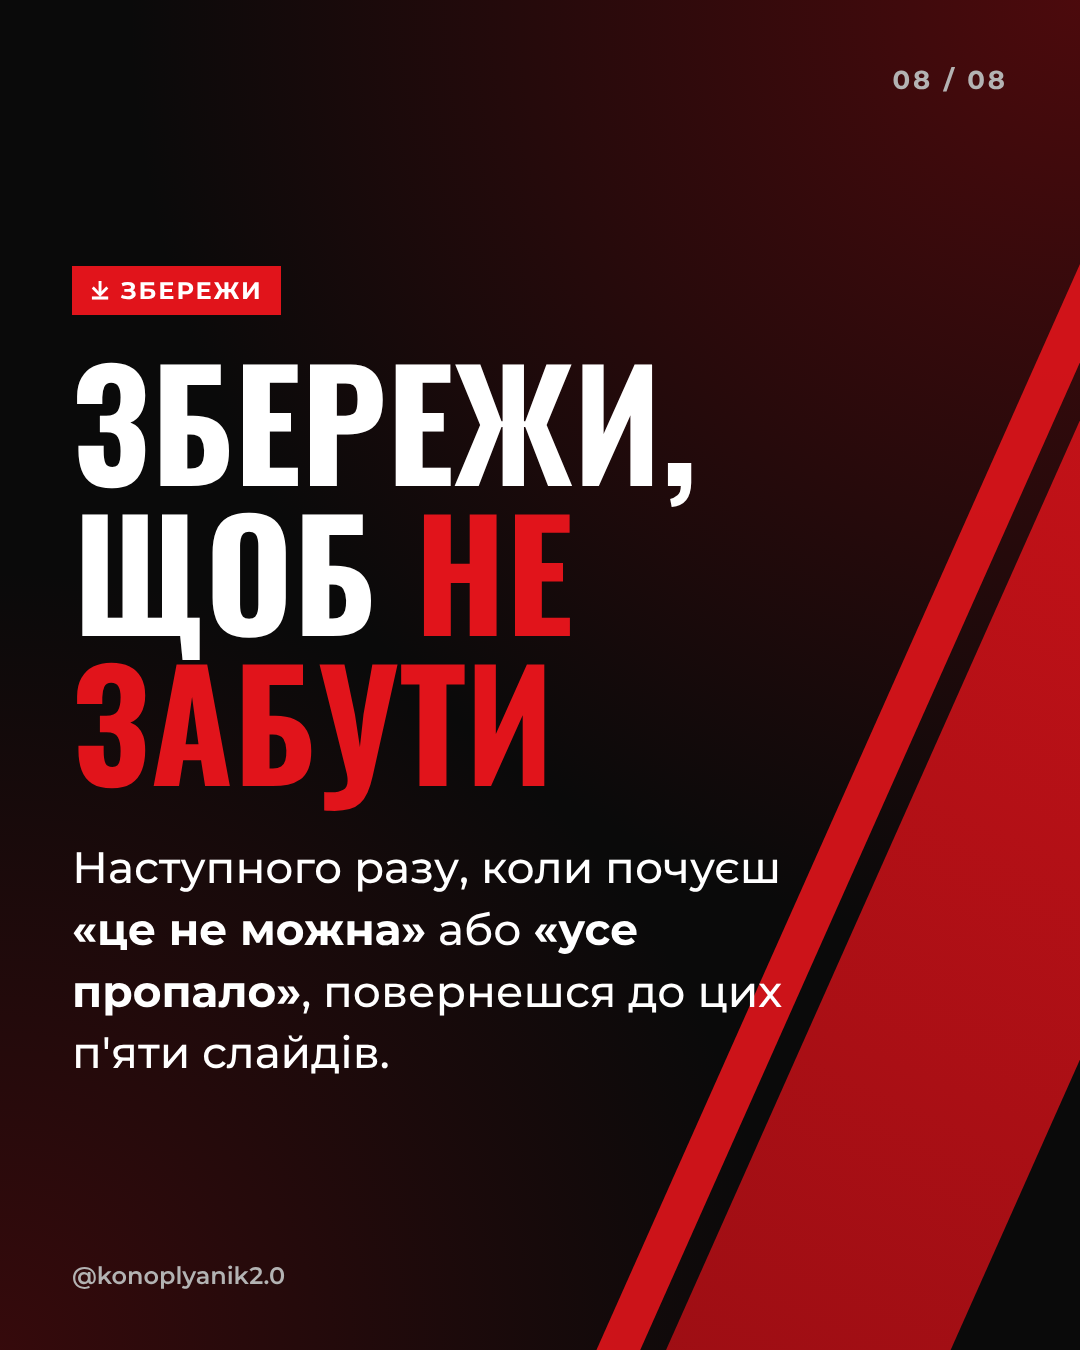 08 / 08
ЗБЕРЕЖИ
ЗБЕРЕЖИ,
ЩОБ НЕ
ЗАБУТИ
Наступного разу, коли почуєш
«це не можна» або «усе
пропало», повернешся до цих
п'яти слайдів.
@konoplyanik2.0